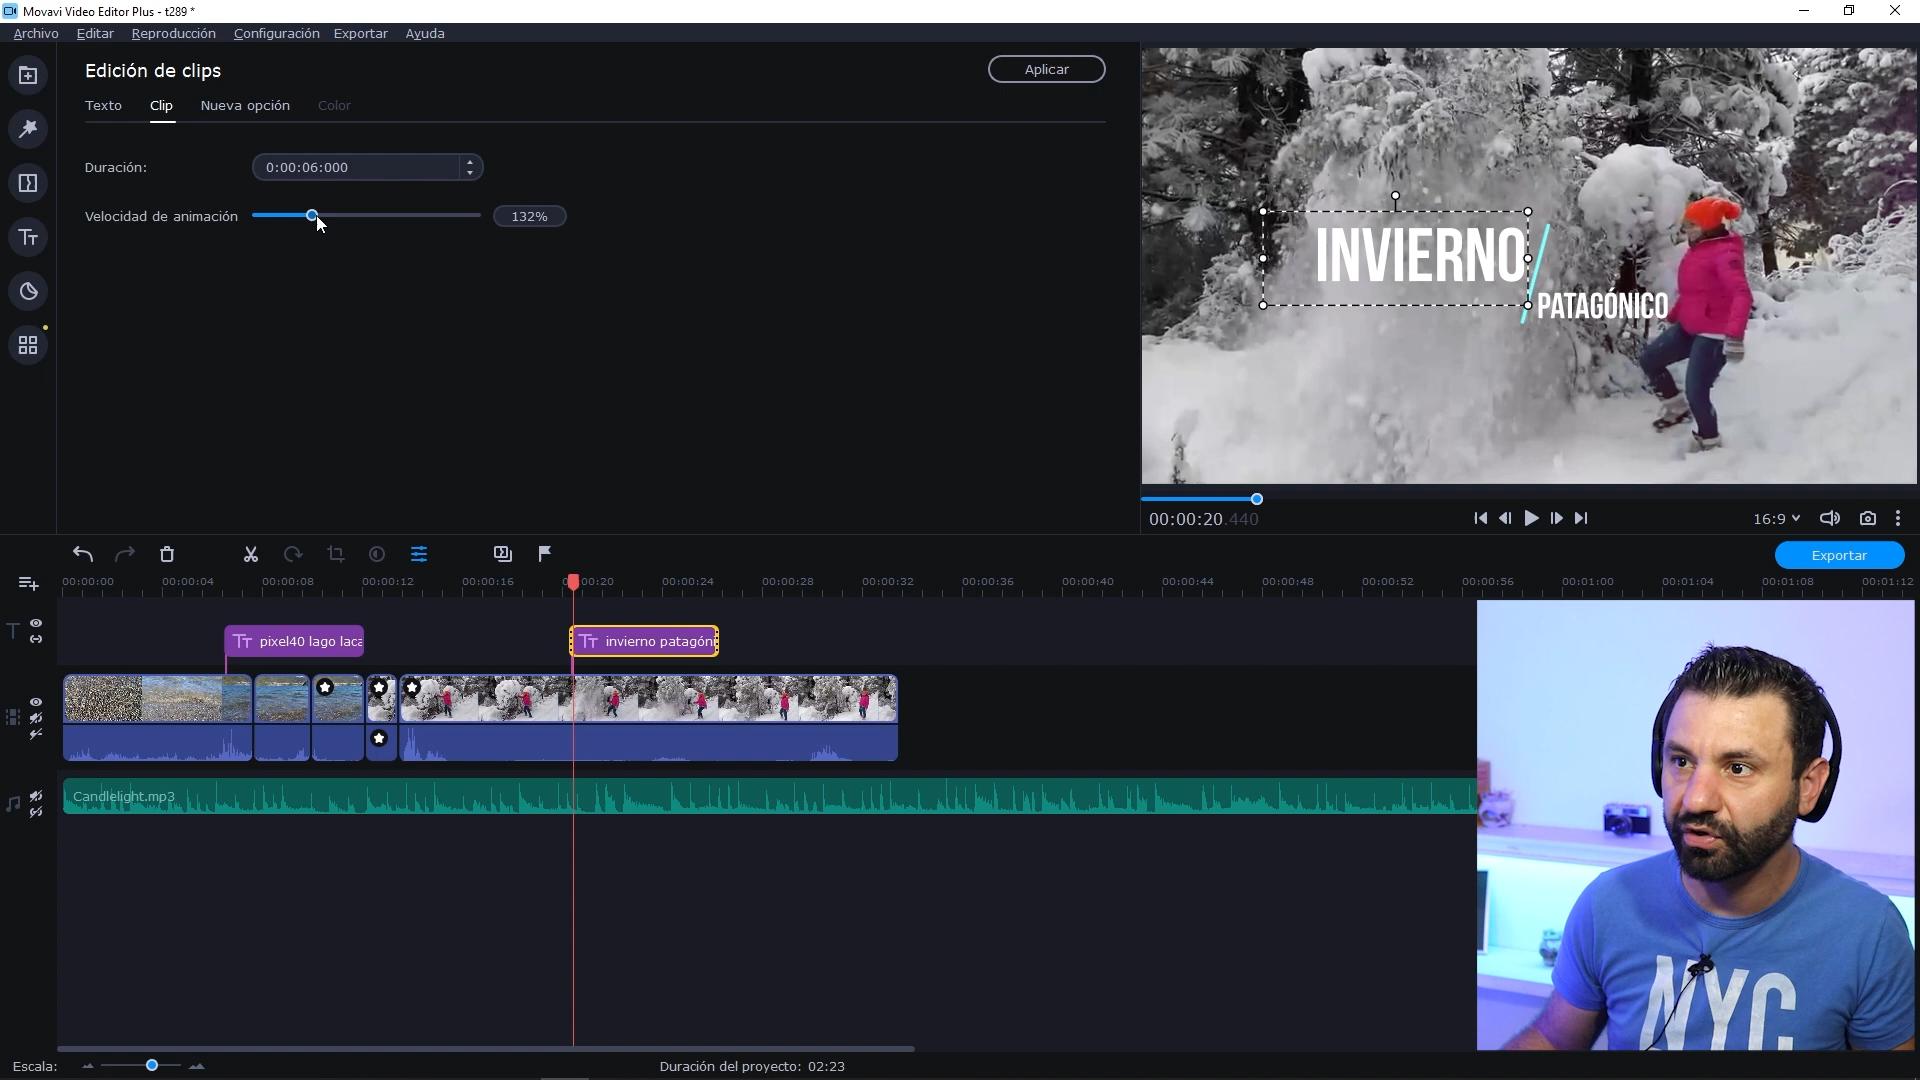 Movavi Video Editor Plus - t289 *
Archivo Editar Reproducción Configuración Exportar Ayuda
Edición de clips
Aplicar
Texto Clip Nueva opción Color
Duración: 0:00:06:000
Velocidad de animación 132%
INVIERNO
PATAGÓNICO
00:00:20.440
16:9
Exportar
00:00:00 00:00:04 00:00:08 00:00:12 00:00:16 00:00:20 00:00:24 00:00:28 00:00:32 00:00:36 00:00:40 00:00:44 00:00:48 00:00:52 00:00:56 00:01:00 00:01:04 00:01:08 00:01:12
T
Tт pixel40 lago laca
Tт invierno patagóni
Candlelight.mp3
NYC
Escala:
Duración del proyecto: 02:23